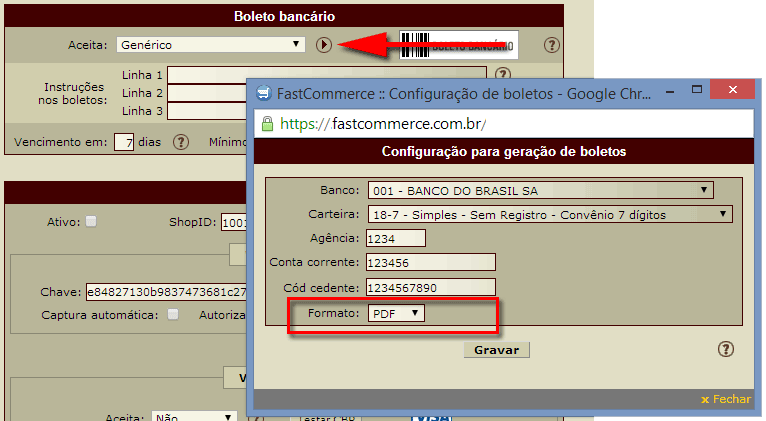 Boleto bancário
Aceita: Genérico BOLETO BANCÁRIO ?
Instruções nos boletos:
Linha 1 ?
Linha 2
Linha 3
Vencimento em: 7 dias ? Mínimo
Ativo: ShopID: 1001
Chave: e84827130b9837473681c27
Captura automática: Autoriza
V
Aceita: Não Testar CBP VISA
FastCommerce :: Configuração de boletos - Google Chr...
https://fastcommerce.com.br/
Configuração para geração de boletos
Banco: 001 - BANCO DO BRASIL SA
Carteira: 18-7 - Simples - Sem Registro - Convênio 7 dígitos
Agência: 1234
Conta corrente: 123456
Cód cedente: 1234567890
Formato: PDF
Gravar ?
x Fechar